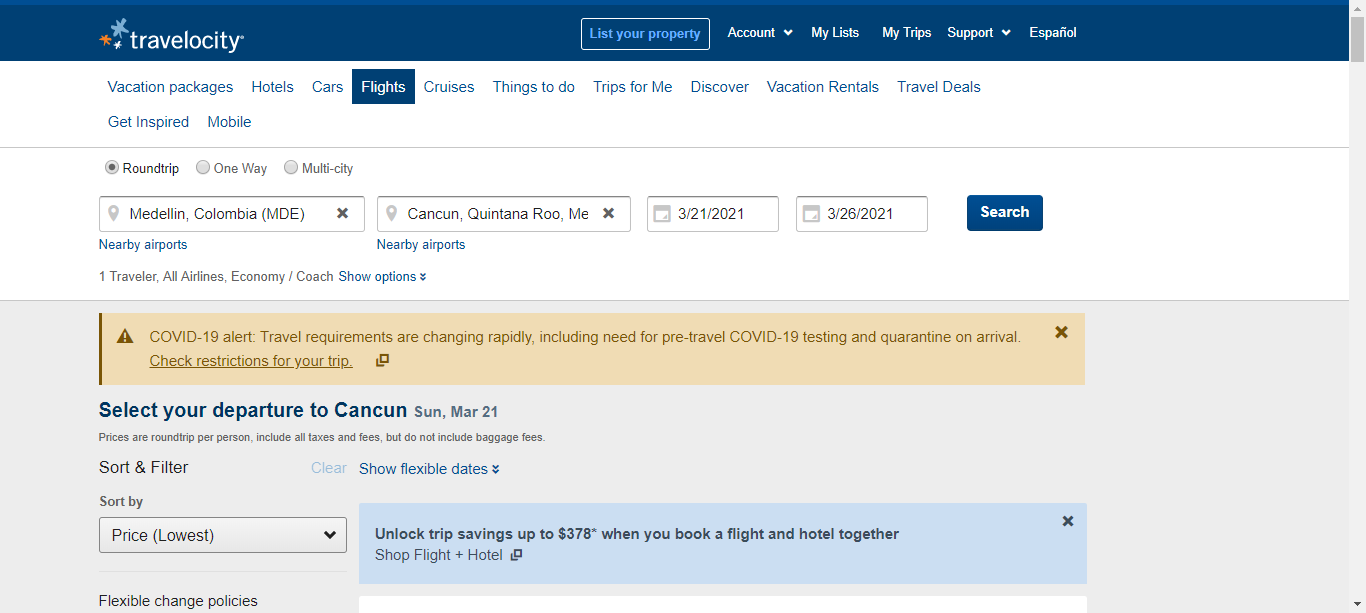 travelocity
List your property
Account
My Lists
My Trips
Support
Español
Vacation packages
Hotels
Cars
Flights
Cruises
Things to do
Trips for Me
Discover
Vacation Rentals
Travel Deals
Get Inspired
Mobile
Roundtrip
One Way
Multi-city
Medellin, Colombia (MDE)
Cancun, Quintana Roo, Me
3/21/2021
3/26/2021
Search
Nearby airports
Nearby airports
1 Traveler, All Airlines, Economy / Coach Show options
COVID-19 alert: Travel requirements are changing rapidly, including need for pre-travel COVID-19 testing and quarantine on arrival.
Check restrictions for your trip.
Select your departure to Cancun Sun, Mar 21
Prices are roundtrip per person, include all taxes and fees, but do not include baggage fees.
Sort & Filter
Clear
Show flexible dates
Sort by
Price (Lowest)
Unlock trip savings up to $378* when you book a flight and hotel together
Shop Flight + Hotel
Flexible change policies